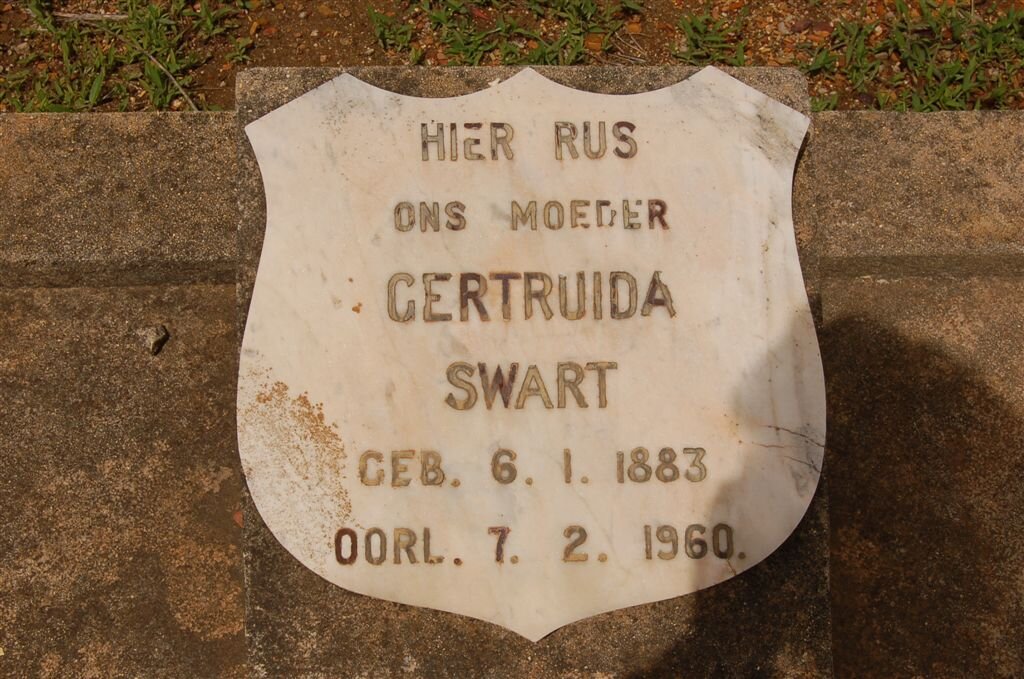 HIER RUS
ONS MOEDER
GERTRUIDA
SWART
GEB. 6. 1. 1883
OORL. 7. 2. 1960.